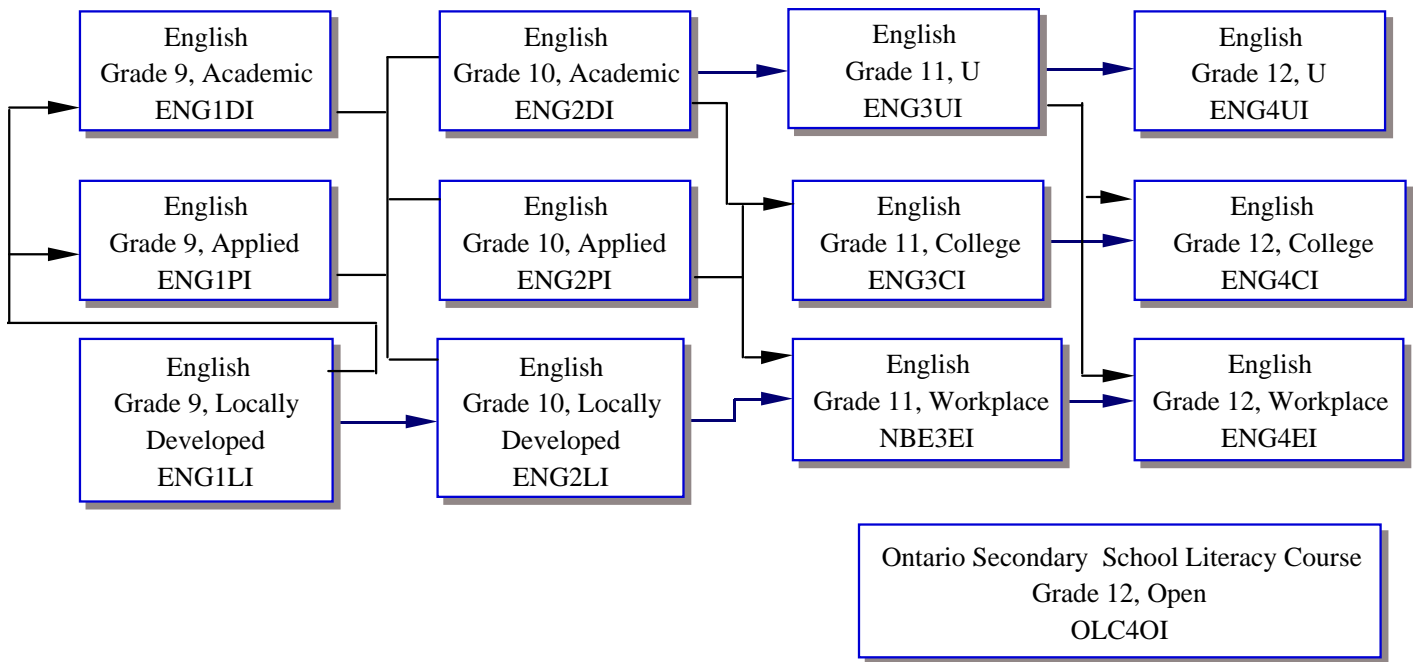 English
Grade 9, Academic
ENG1DI
English
Grade 10, Academic
ENG2DI
English
Grade 11, U
ENG3UI
English
Grade 12, U
ENG4UI
English
Grade 9, Applied
ENG1PI
English
Grade 10, Applied
ENG2PI
English
Grade 11, College
ENG3CI
English
Grade 12, College
ENG4CI
English
Grade 9, Locally
Developed
ENG1LI
English
Grade 10, Locally
Developed
ENG2LI
English
Grade 11, Workplace
NBE3EI
English
Grade 12, Workplace
ENG4EI
Ontario Secondary School Literacy Course
Grade 12, Open
OLC4OI